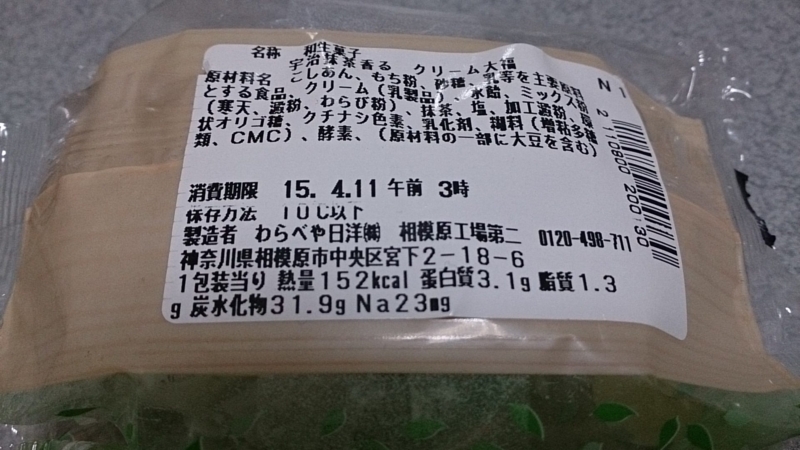 名称 和生菓子
宇治抹茶香る クリーム大福
原材料名 こしあん、もち粉、砂糖、乳等を主要原料
とする食品、クリーム(乳製品)、水飴、ミックス粉
(寒天、澱粉、わらび粉)、抹茶、塩、加工澱粉、環
状オリゴ糖、クチナシ色素、乳化剤、糊料(増粘多糖
類、CMC)、酵素、(原材料の一部に大豆を含む)
消費期限 15. 4.11 午前 3時
保存方法 10℃以下
製造者 わらべや日洋㈱ 相模原工場第二 0120-498-711
神奈川県相模原市中央区宮下2-18-6
1包装当り 熱量152kcal 蛋白質3.1g 脂質1.3
g 炭水化物31.9g Na23mg
N 1
2 110600 200130